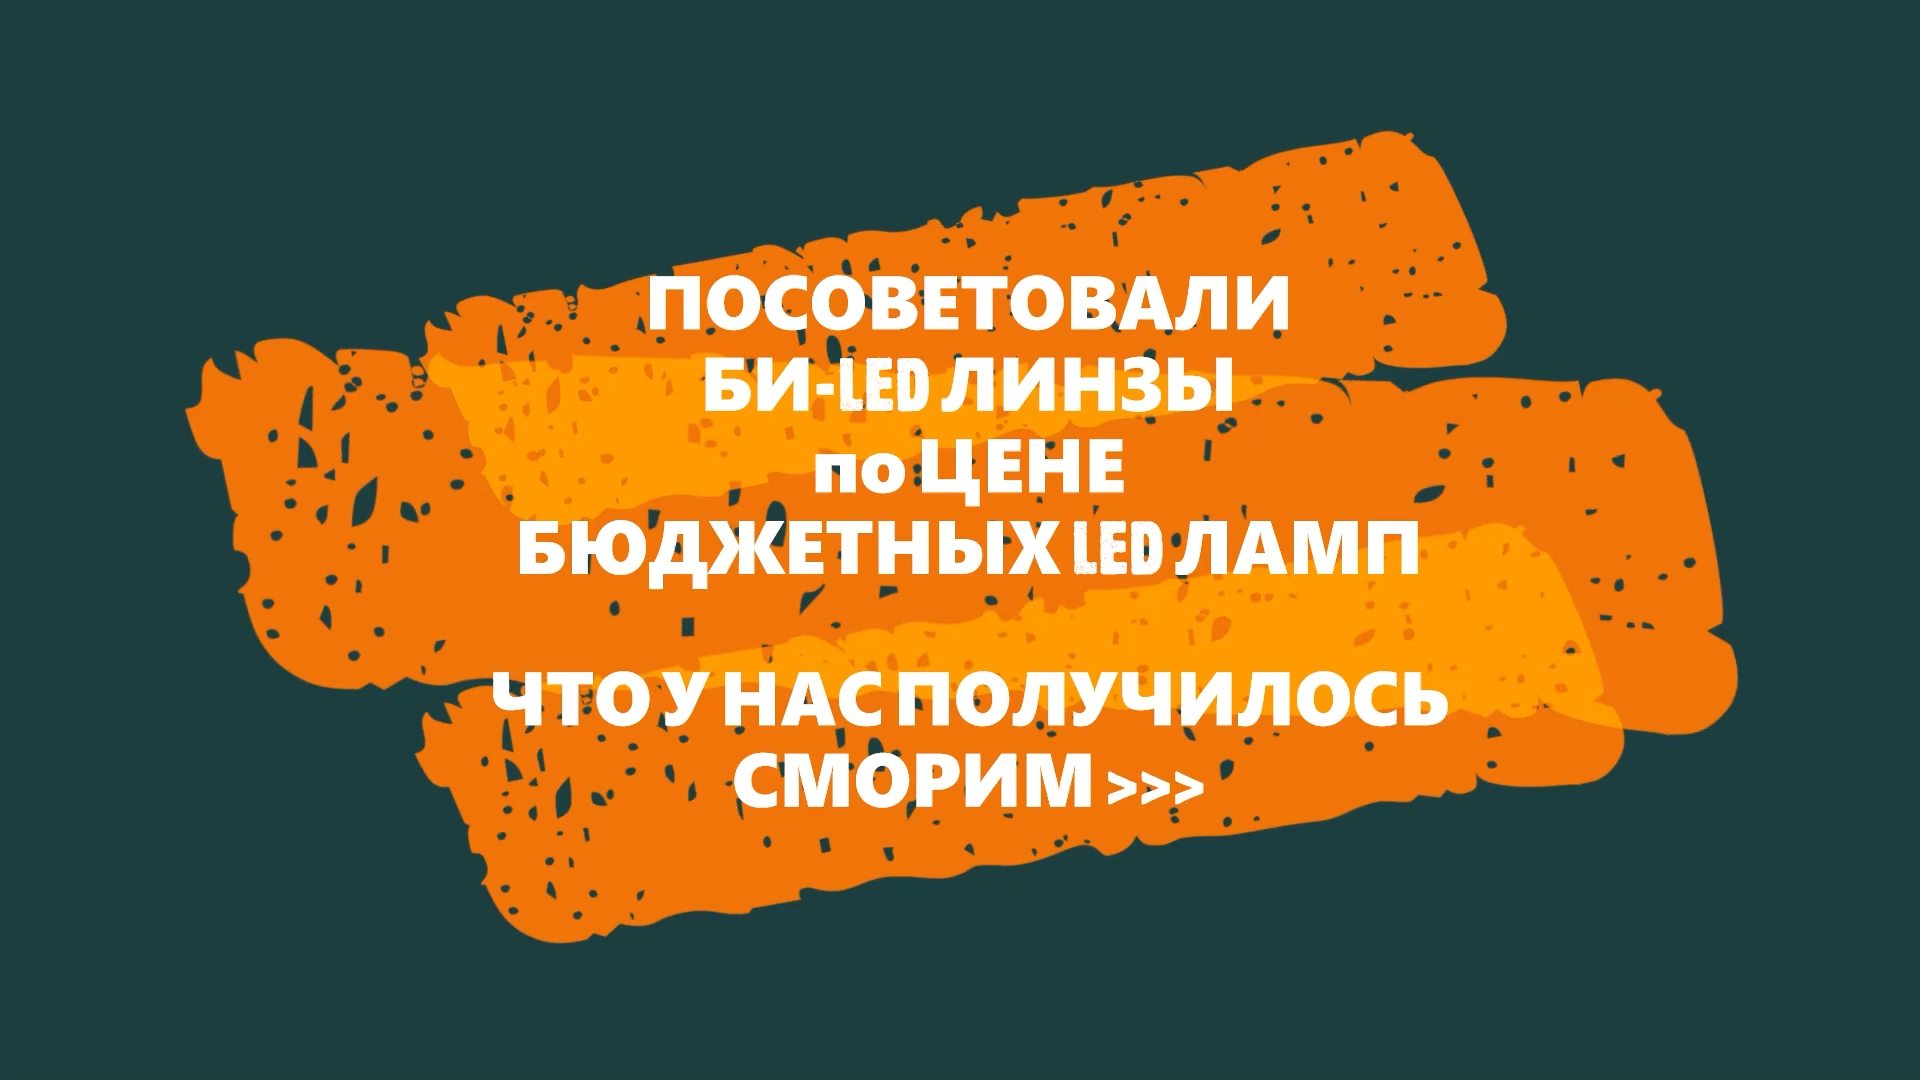 ПОСОВЕТОВАЛИ
БИ-LED ЛИНЗЫ
по ЦЕНЕ
БЮДЖЕТНЫХ LED ЛАМП
ЧТО У НАС ПОЛУЧИЛОСЬ
СМОРИМ >>>